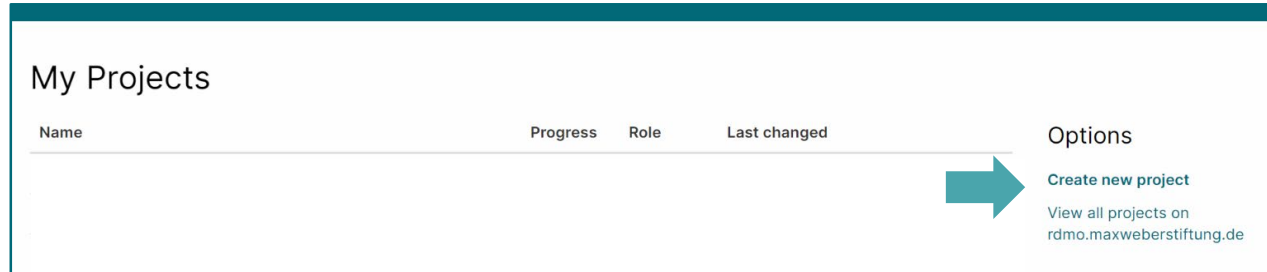 My Projects
Name Progress Role Last changed
Options
Create new project
View all projects on
rdmo.maxweberstiftung.de